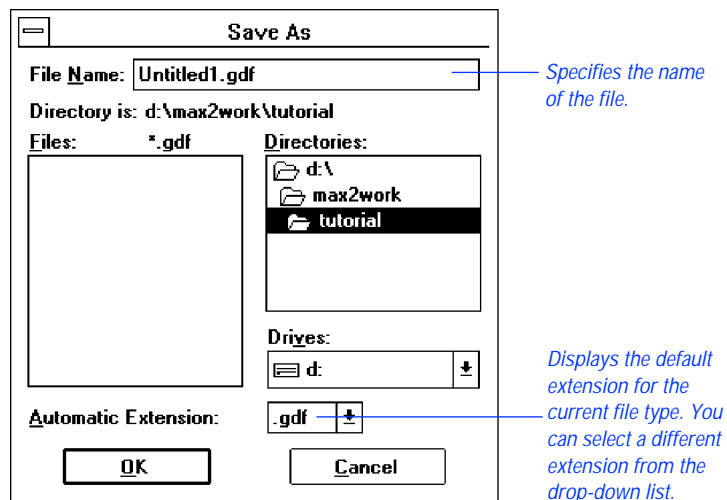 Save As
File Name: Untitled1.gdf
Specifies the name
of the file.
Directory is: d:\max2work\tutorial
Files: *.gdf Directories:
d:\
max2work
tutorial
Drives:
d:
Automatic Extension: .gdf
Displays the default
extension for the
current file type. You
can select a different
extension from the
drop-down list.
OK Cancel